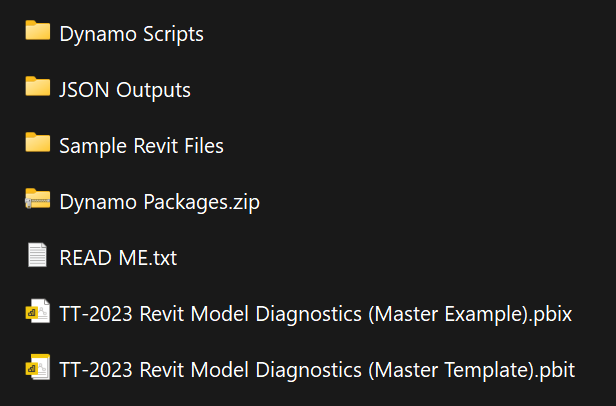 Dynamo Scripts
JSON Outputs
Sample Revit Files
Dynamo Packages.zip
READ ME.txt
TT-2023 Revit Model Diagnostics (Master Example).pbix
TT-2023 Revit Model Diagnostics (Master Template).pbit